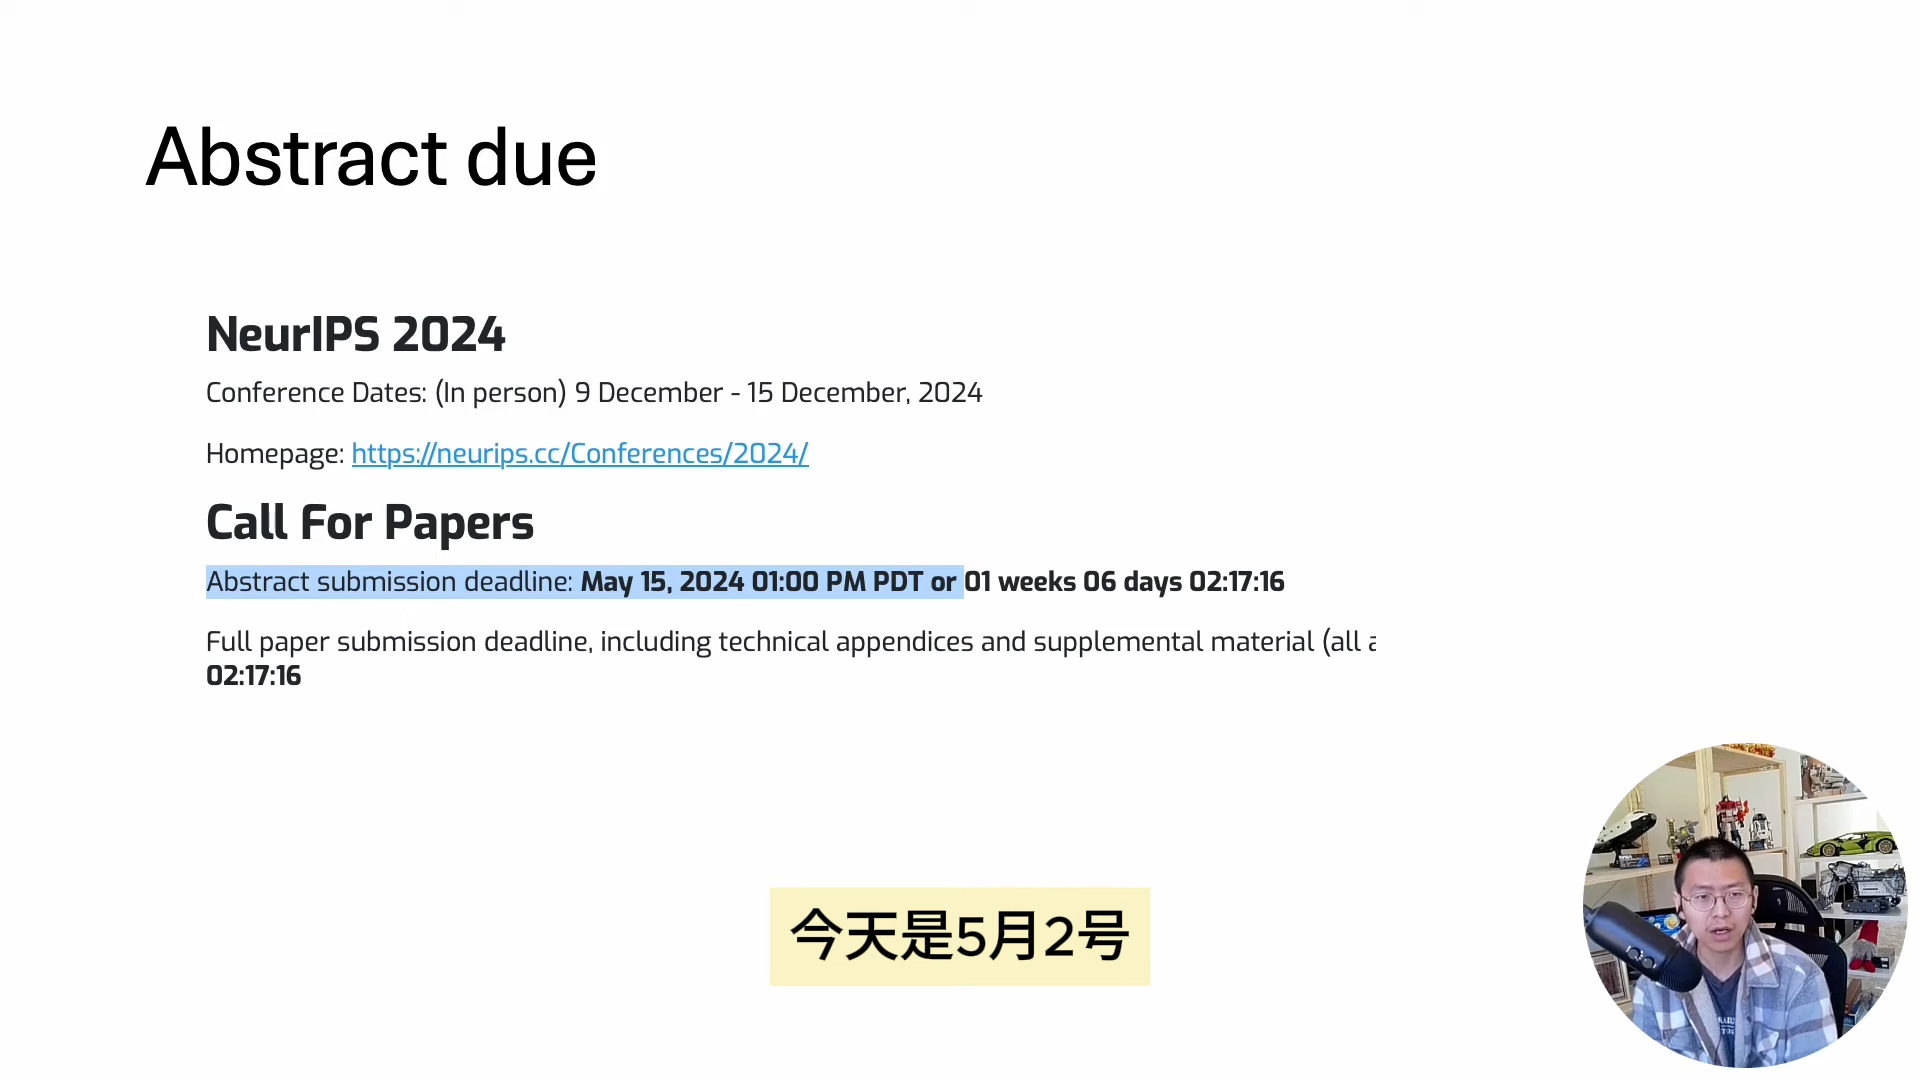 Abstract due
NeurIPS 2024
Conference Dates: (In person) 9 December - 15 December, 2024
Homepage: https://neurips.cc/Conferences/2024/
Call For Papers
Abstract submission deadline: May 15, 2024 01:00 PM PDT or 01 weeks 06 days 02:17:16
Full paper submission deadline, including technical appendices and supplemental material (all
02:17:16
今天是5月2号